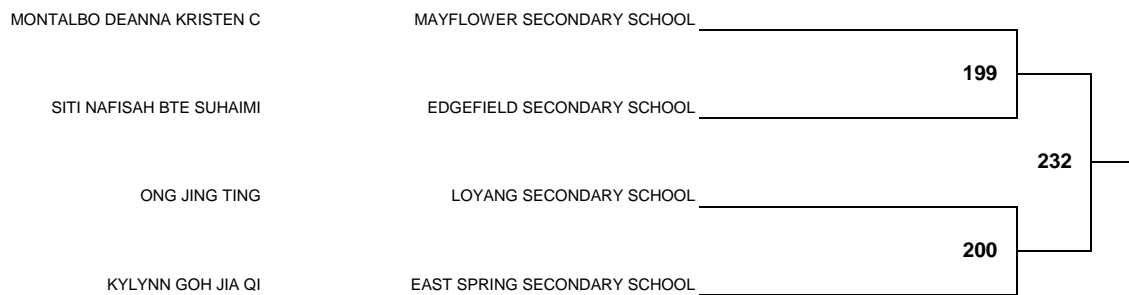 MONTALBO DEANNA KRISTEN C MAYFLOWER SECONDARY SCHOOL
199
SITI NAFISAH BTE SUHAIMI EDGEFIELD SECONDARY SCHOOL
232
ONG JING TING LOYANG SECONDARY SCHOOL
200
KYLYNN GOH JIA QI EAST SPRING SECONDARY SCHOOL